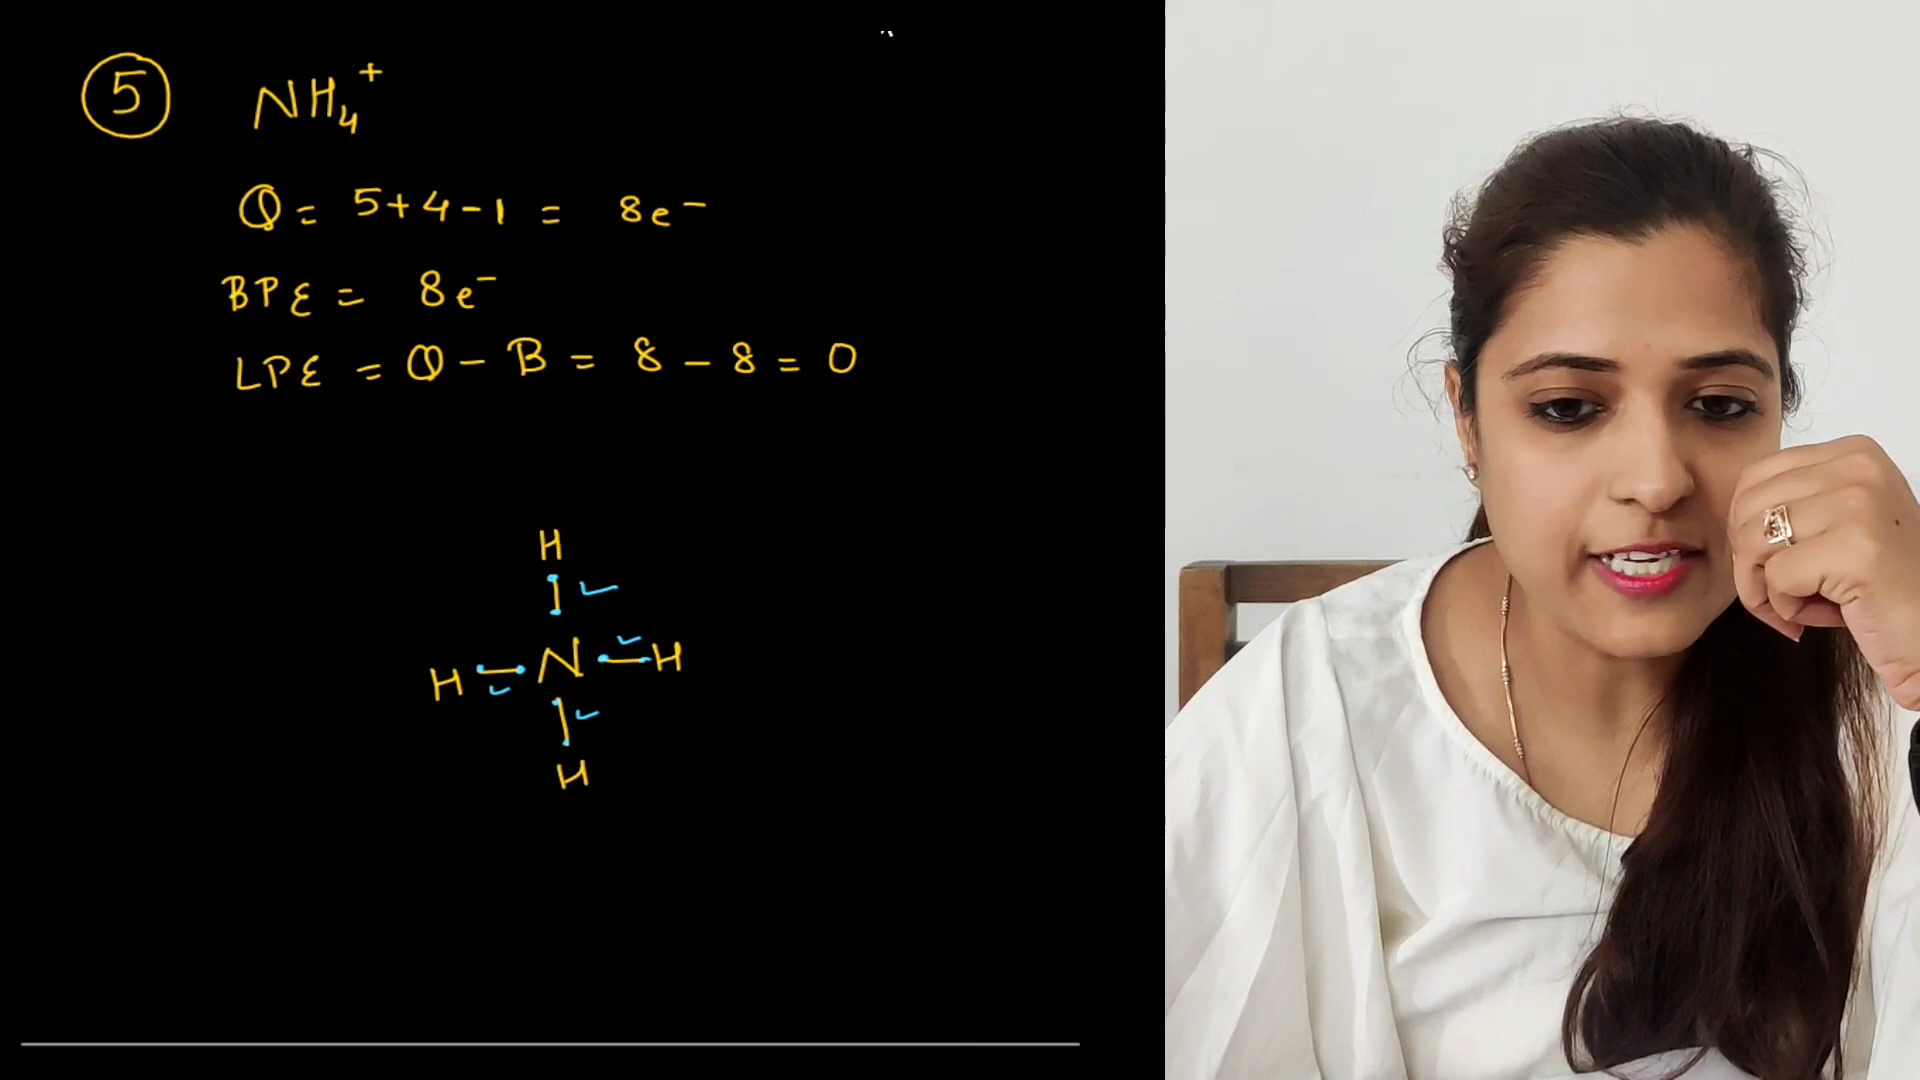 5 NH₄⁺
Q = 5+4-1 = 8e⁻
BPE = 8e⁻
LPE = Q - B = 8 - 8 = 0
H
H N H
H